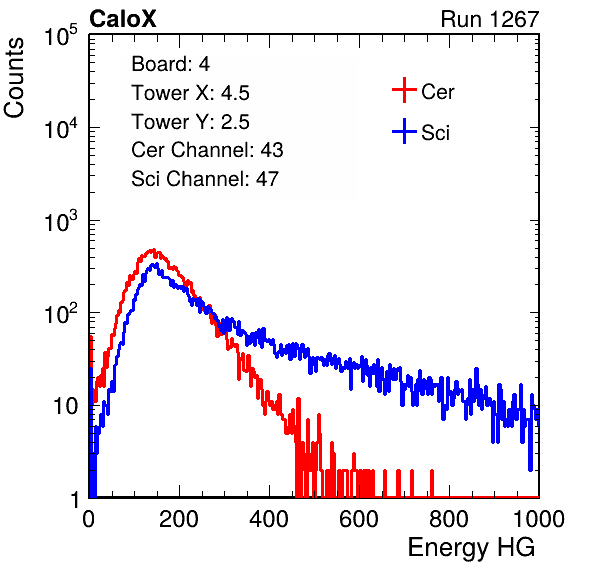 CaloX Run 1267
Counts
10^5
10^4
10^3
10^2
10
1
Board: 4
Tower X: 4.5
Tower Y: 2.5
Cer Channel: 43
Sci Channel: 47
Cer
Sci
0 200 400 600 800 1000
Energy HG